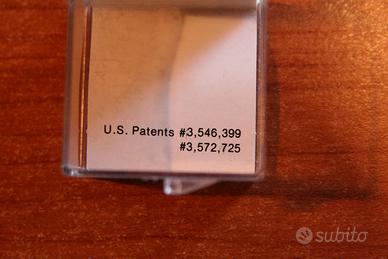 U.S. Patents #3,546,399
#3,572,725
subito